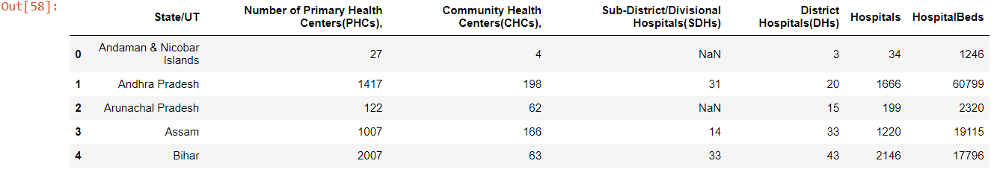 Out[58]:
State/UT Number of Primary Health Centers(PHCs), Community Health Centers(CHCs), Sub-District/Divisional Hospitals(SDHs) District Hospitals(DHs) Hospitals HospitalBeds
0 Andaman & Nicobar Islands 27 4 NaN 3 34 1246
1 Andhra Pradesh 1417 198 31 20 1666 60799
2 Arunachal Pradesh 122 62 NaN 15 199 2320
3 Assam 1007 166 14 33 1220 19115
4 Bihar 2007 63 33 43 2146 17796